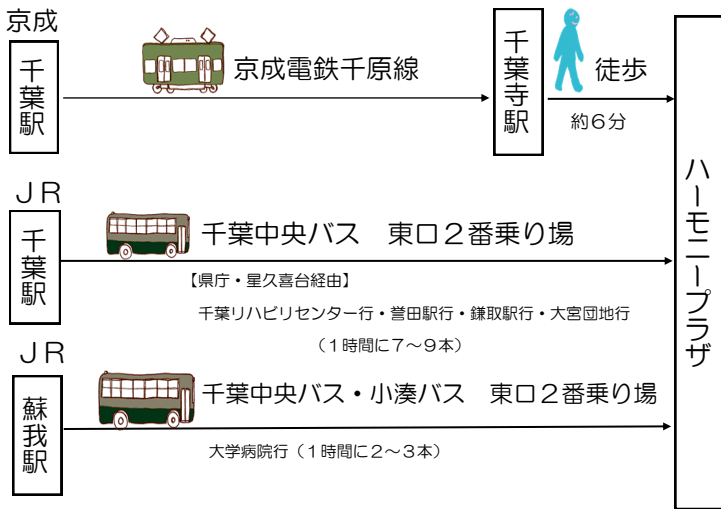 京成
千葉駅
京成電鉄千原線
千葉寺駅
徒歩
約6分
ＪＲ
千葉駅
千葉中央バス　東口２番乗り場
【県庁・星久喜台経由】
千葉リハビリセンター行・誉田駅行・鎌取駅行・大宮団地行
（１時間に７～９本）
ＪＲ
蘇我駅
千葉中央バス・小湊バス　東口２番乗り場
大学病院行（１時間に２～３本）
ハーモニープラザ